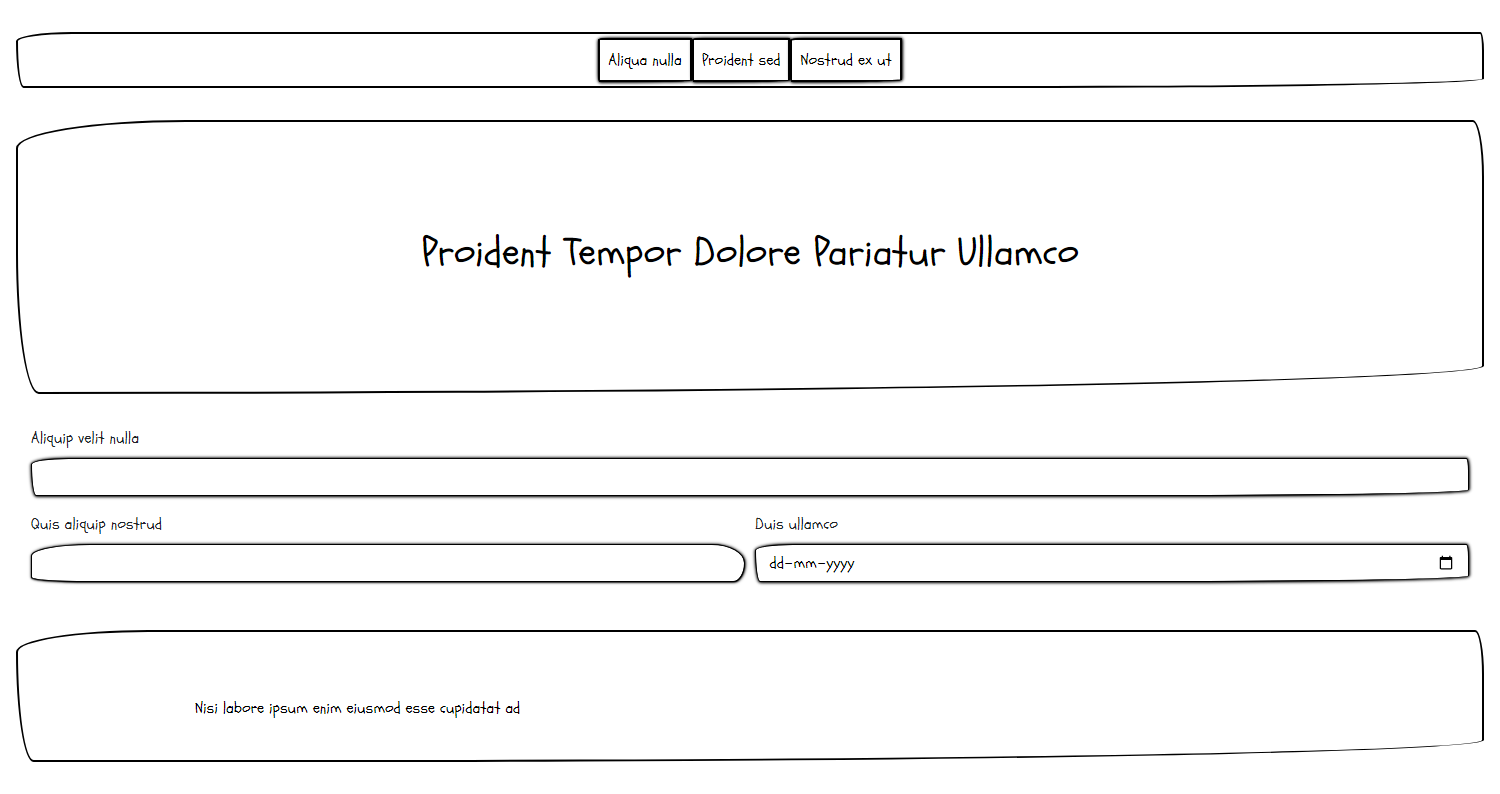 Aliqua nulla Proident sed Nostrud ex ut
Proident Tempor Dolore Pariatur Ullamco
Aliquip velit nulla
Quis aliquip nostrud
Duis ullamco
dd-mm-yyyy
Nisi labore ipsum enim eiusmod esse cupidatat ad